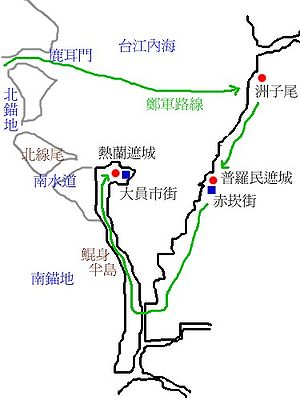 台江內海
鹿耳門
北錨地
鄭軍路線
洲子尾
北線尾
熱蘭遮城
普羅民遮城
南水道
大員市街
赤崁街
鯤身
半島
南錨地